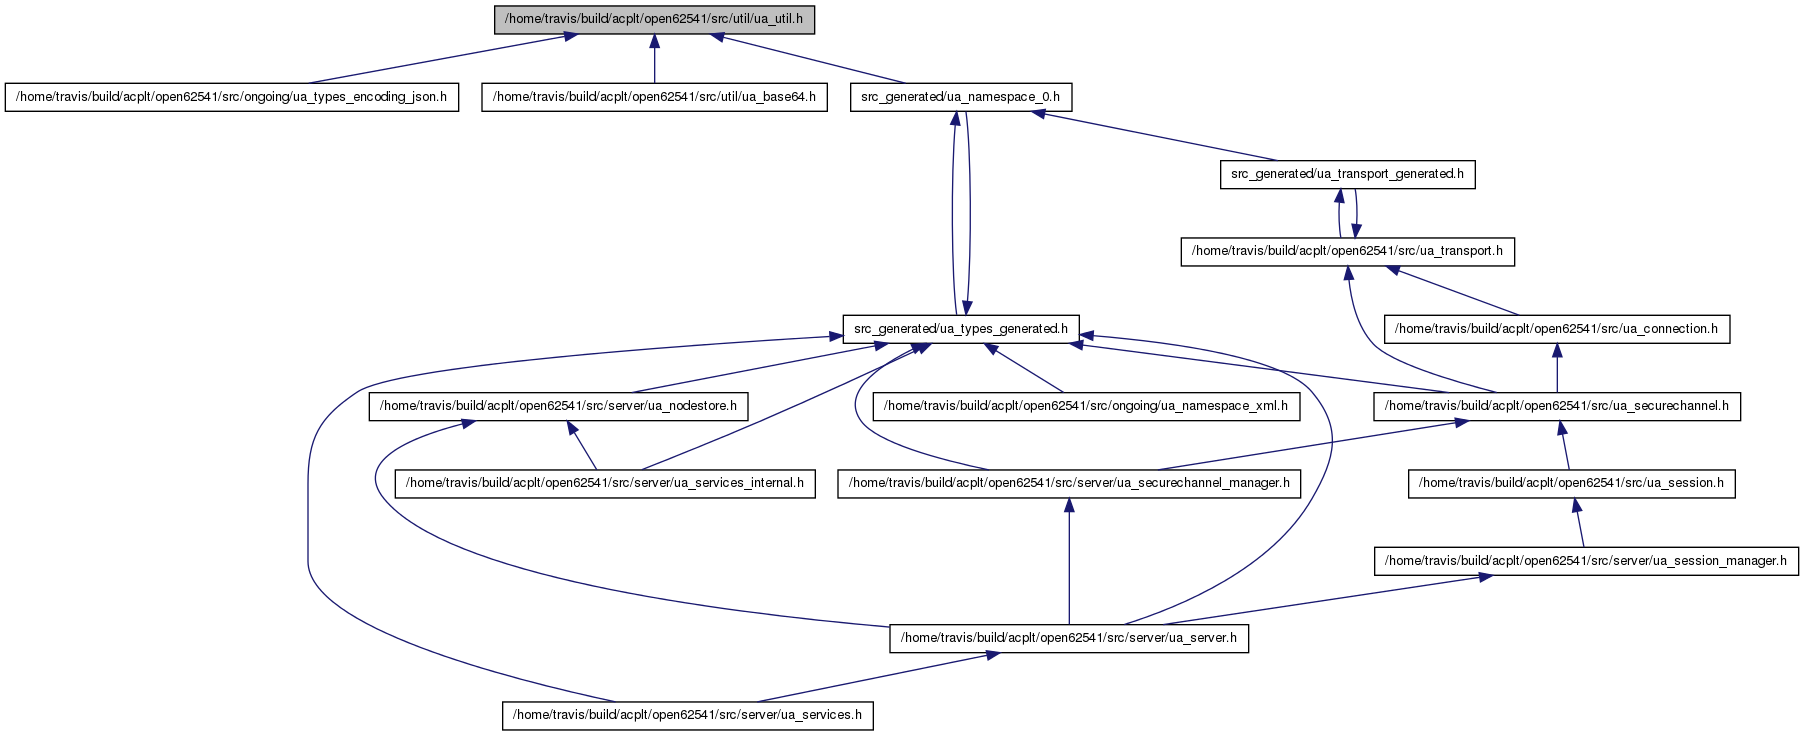 /home/travis/build/acplt/open62541/src/util/ua_util.h
/home/travis/build/acplt/open62541/src/ongoing/ua_types_encoding_json.h
/home/travis/build/acplt/open62541/src/util/ua_base64.h
src_generated/ua_namespace_0.h
src_generated/ua_transport_generated.h
/home/travis/build/acplt/open62541/src/ua_transport.h
src_generated/ua_types_generated.h
/home/travis/build/acplt/open62541/src/ua_connection.h
/home/travis/build/acplt/open62541/src/server/ua_nodestore.h
/home/travis/build/acplt/open62541/src/ongoing/ua_namespace_xml.h
/home/travis/build/acplt/open62541/src/ua_securechannel.h
/home/travis/build/acplt/open62541/src/server/ua_services_internal.h
/home/travis/build/acplt/open62541/src/server/ua_securechannel_manager.h
/home/travis/build/acplt/open62541/src/ua_session.h
/home/travis/build/acplt/open62541/src/server/ua_session_manager.h
/home/travis/build/acplt/open62541/src/server/ua_server.h
/home/travis/build/acplt/open62541/src/server/ua_services.h